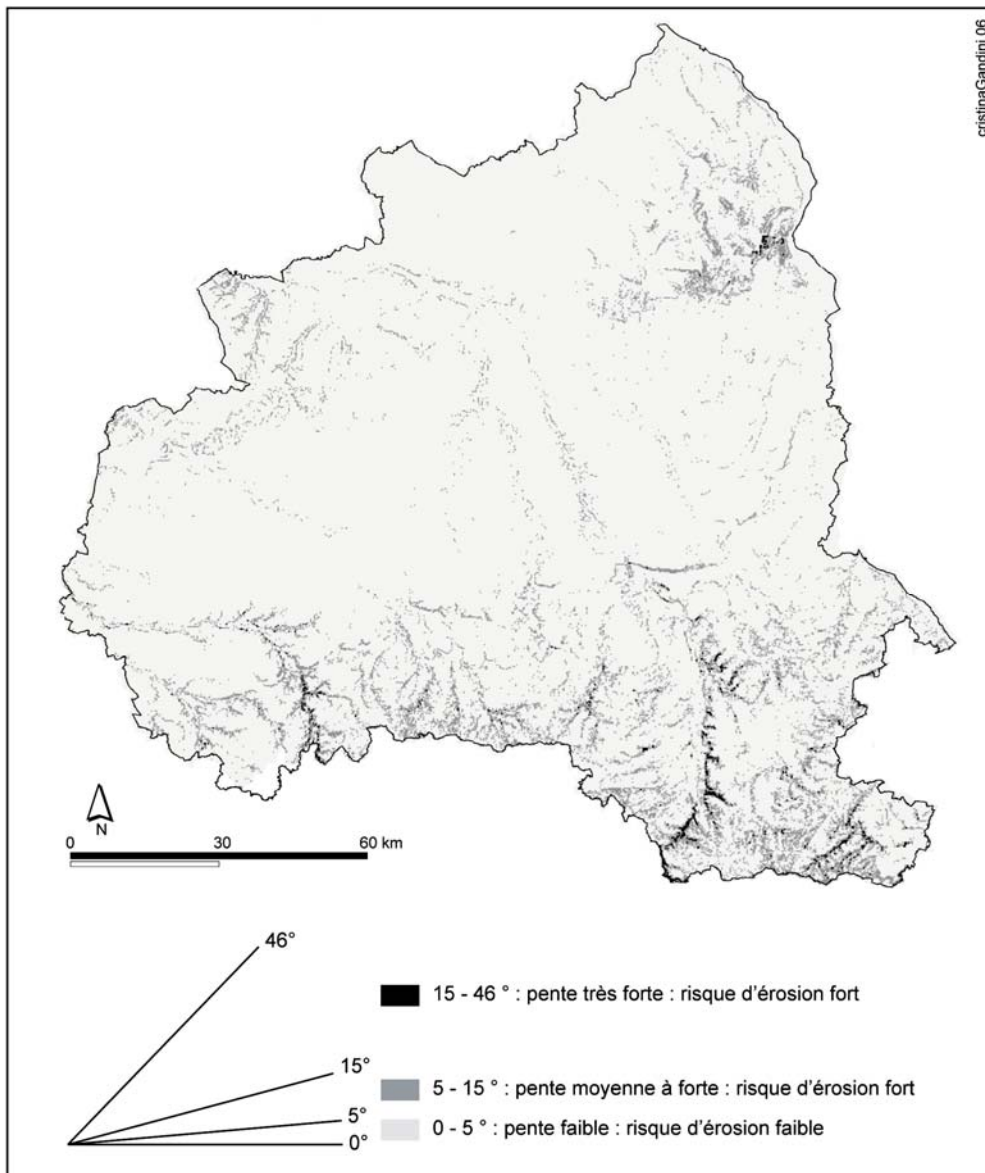 cristinaGandini 06
N
0 30 60 km
46°
15°
5°
0°
15 - 46 ° : pente très forte : risque d'érosion fort
5 - 15 ° : pente moyenne à forte : risque d'érosion fort
0 - 5 ° : pente faible : risque d'érosion faible